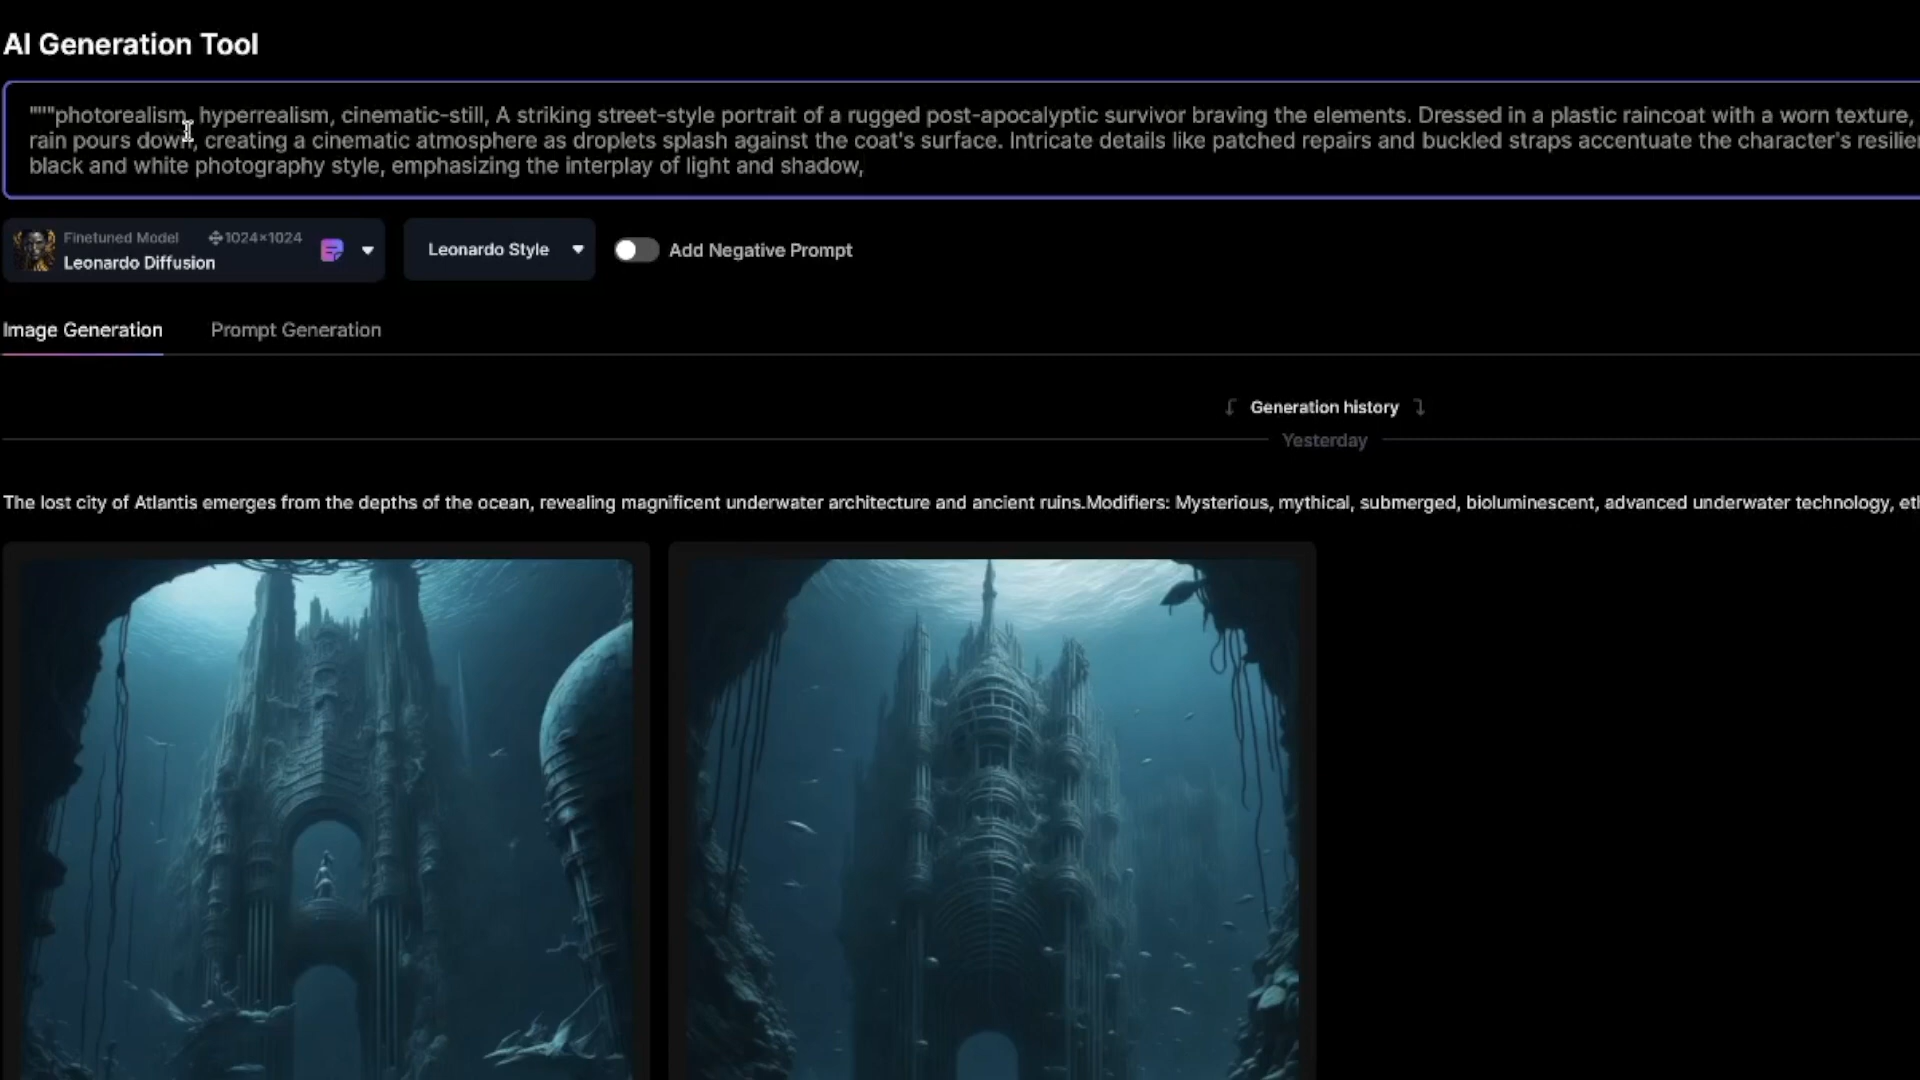 AI Generation Tool
"""photorealism, hyperrealism, cinematic-still, A striking street-style portrait of a rugged post-apocalyptic survivor braving the elements. Dressed in a plastic raincoat with a worn texture,
rain pours down, creating a cinematic atmosphere as droplets splash against the coat's surface. Intricate details like patched repairs and buckled straps accentuate the character's
black and white photography style, emphasizing the interplay of light and shadow,
Finetuned Model 1024×1024
Leonardo Diffusion
Leonardo Style
Add Negative Prompt
Image Generation Prompt Generation
Generation history
Yesterday
The lost city of Atlantis emerges from the depths of the ocean, revealing magnificent underwater architecture and ancient ruins.Modifiers: Mysterious, mythical, submerged, bioluminescent, advanced underwater technology,